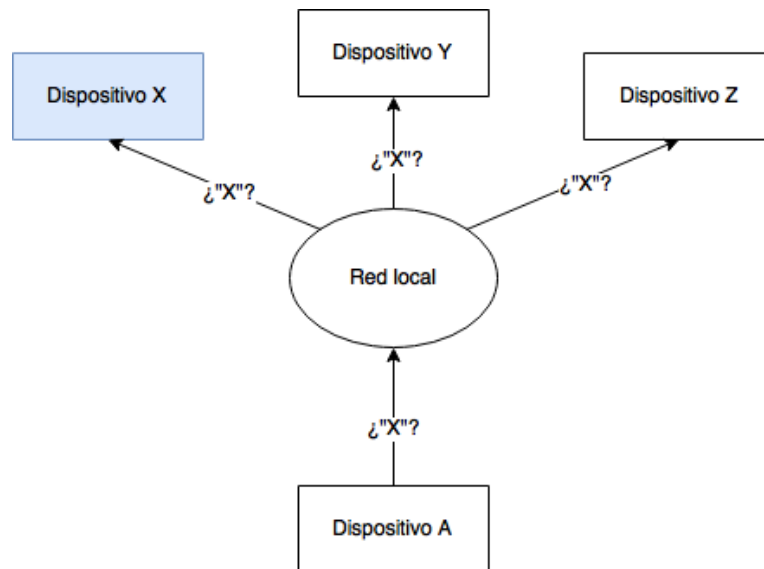 Dispositivo Y
Dispositivo X
Dispositivo Z
¿"X"?
¿"X"?
¿"X"?
Red local
¿"X"?
Dispositivo A